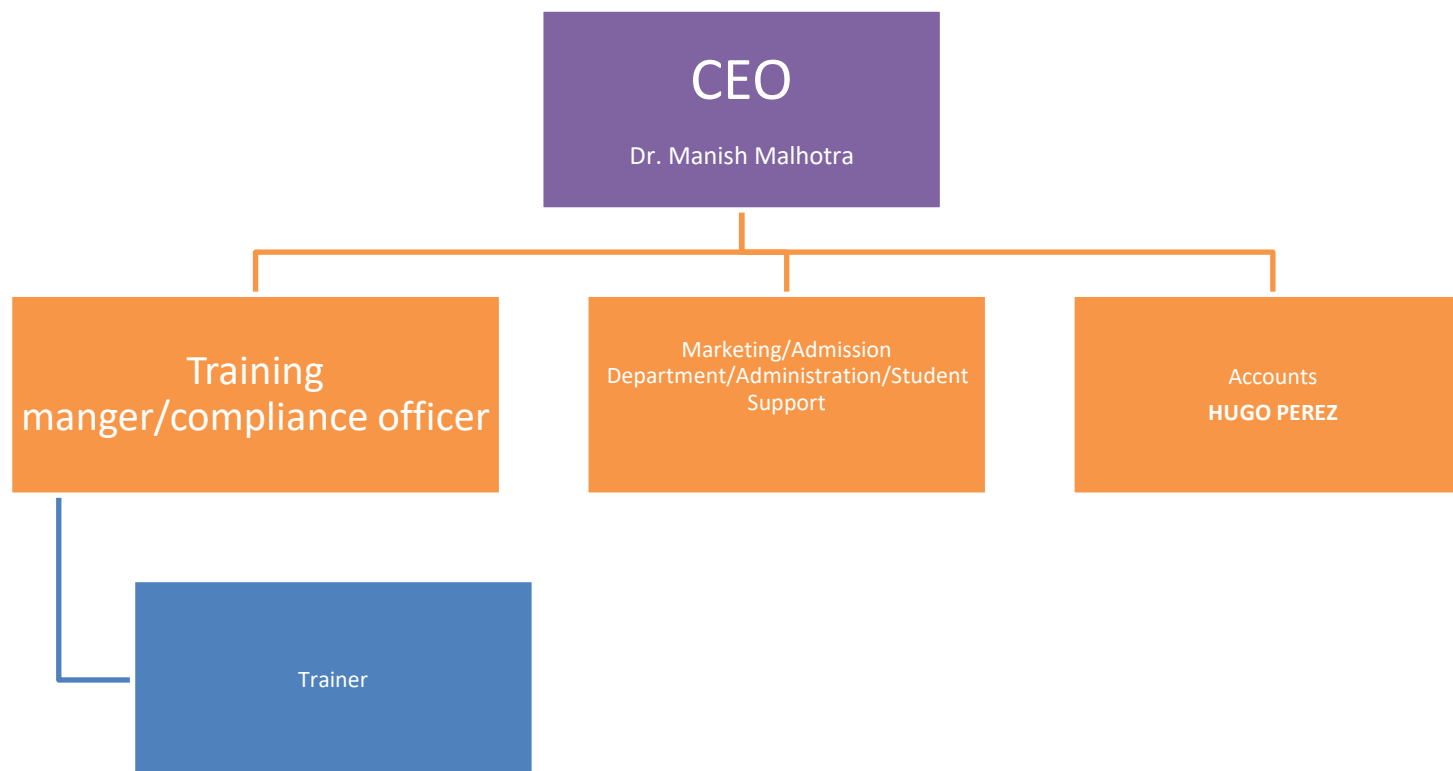 CEO
Dr. Manish Malhotra
Training
manger/compliance officer
Marketing/Admission
Department/Administration/Student
Support
Accounts
HUGO PEREZ
Trainer